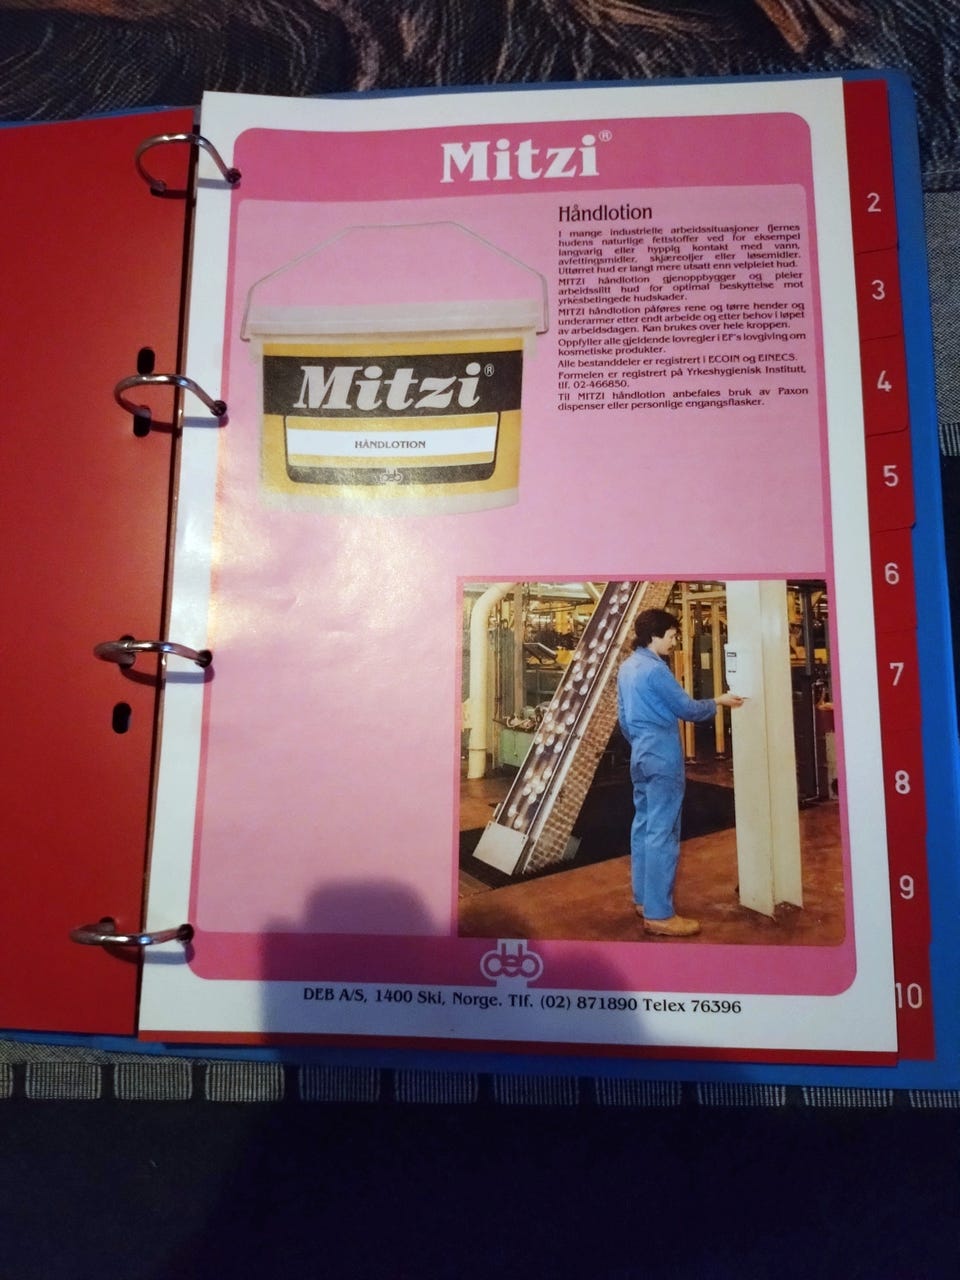 Mitzi®
Håndlotion
I mange industrielle arbeidssituasjoner fjernes
hudens naturlige fettstoffer ved for eksempel
langvarig eller hyppig kontakt med vann,
avfettingsmidler, skjæreoljer eller løsemidler.
Uttørret hud er langt mere utsatt enn velpleiet hud.
MITZI håndlotion gjenoppbygger og pleier
arbeidsslitt hud for optimal beskyttelse mot
yrkesbetingede hudskader.
MITZI håndlotion påføres rene og tørre hender og
underarmer etter endt arbeide og etter behov i løpet
av arbeidsdagen. Kan brukes over hele kroppen.
Oppfyller alle gjeldende lovregler i EF's lovgiving om
kosmetiske produkter.
Alle bestanddeler er registrert i ECOIN og EINECS.
Formelen er registrert på Yrkeshygienisk Institutt,
tlf. 02-466850.
Til MITZI håndlotion anbefales bruk av Paxon
dispenser eller personlige engangsflasker.
Mitzi®
HÅNDLOTION
deb
deb
DEB A/S, 1400 Ski, Norge. Tlf. (02) 871890 Telex 76396
2
3
4
5
6
7
8
9
10